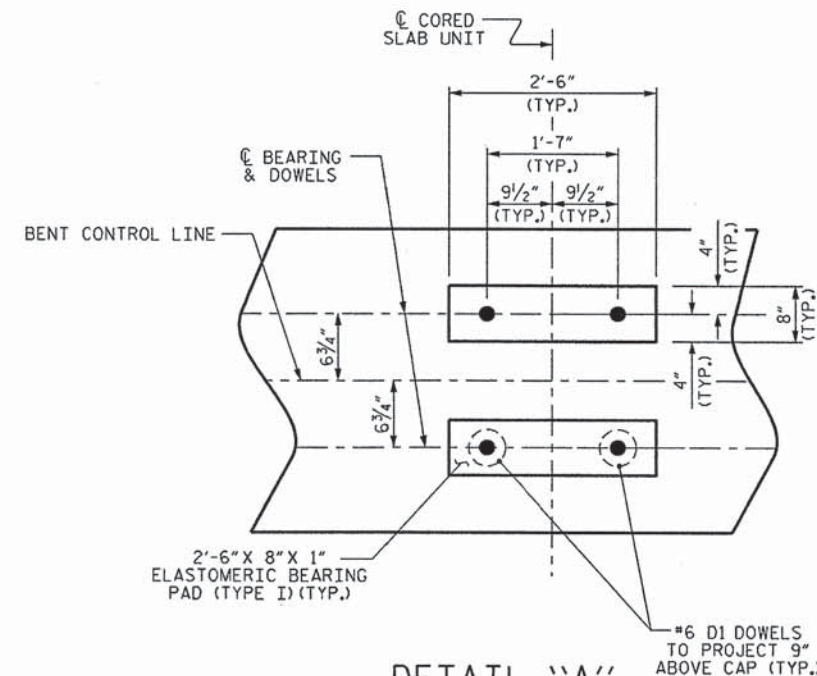 ℄ CORED
SLAB UNIT
2'-6"
(TYP.)
1'-7"
(TYP.)
℄ BEARING
& DOWELS
9½" 9½"
(TYP.) (TYP.)
BENT CONTROL LINE
4"
(TYP.)
8"
(TYP.)
6¾"
4"
(TYP.)
6¾"
2'-6" X 8" X 1"
ELASTOMERIC BEARING
PAD (TYPE I) (TYP.)
#6 D1 DOWELS
TO PROJECT 9"
ABOVE CAP (TYP.)
DETAIL "A"